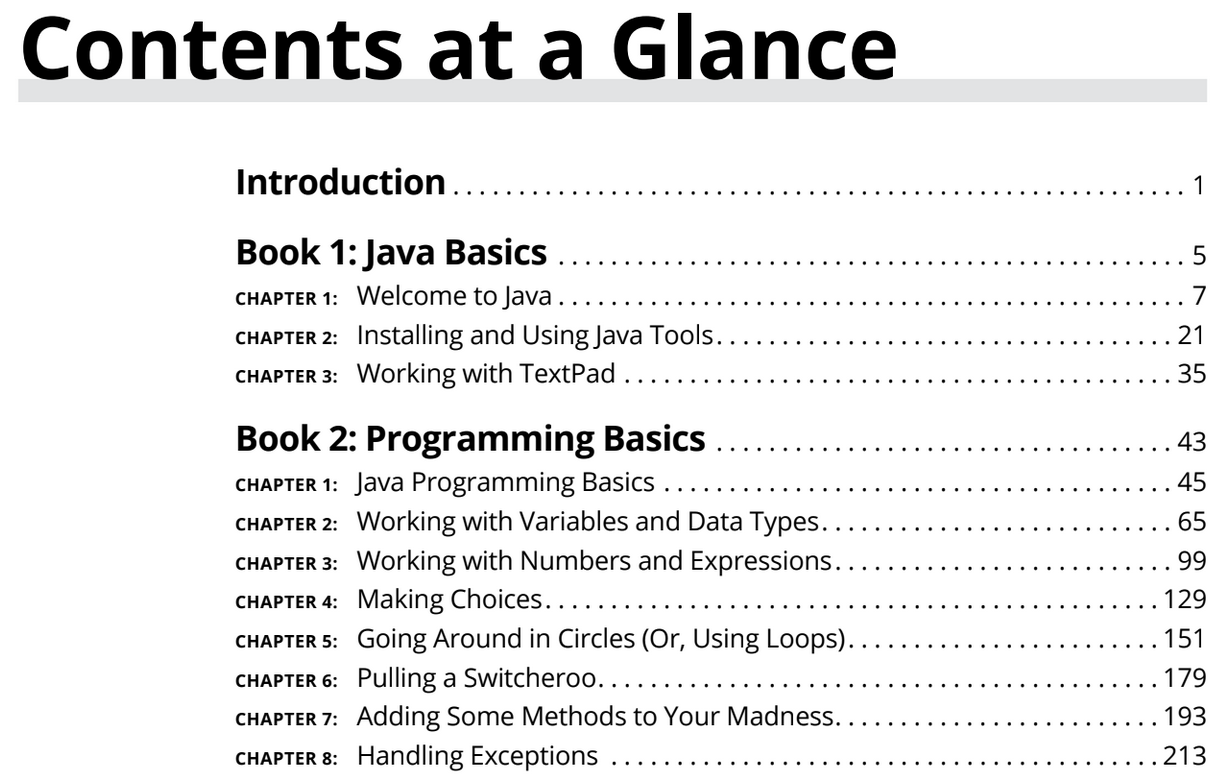 Contents at a Glance
Introduction . . . . . . . . . . . . . . . . . . . . . . . . . . . . . . . . . . . . . . . . . . . . . . . . . . . . . . . . 1
Book 1: Java Basics . . . . . . . . . . . . . . . . . . . . . . . . . . . . . . . . . . . . . . . . . . . . . . . . 5
CHAPTER 1: Welcome to Java . . . . . . . . . . . . . . . . . . . . . . . . . . . . . . . . . . . . . . . . . . . . . . . . 7
CHAPTER 2: Installing and Using Java Tools . . . . . . . . . . . . . . . . . . . . . . . . . . . . . . . . . . . 21
CHAPTER 3: Working with TextPad . . . . . . . . . . . . . . . . . . . . . . . . . . . . . . . . . . . . . . . . . . 35
Book 2: Programming Basics . . . . . . . . . . . . . . . . . . . . . . . . . . . . . . . . . . . 43
CHAPTER 1: Java Programming Basics . . . . . . . . . . . . . . . . . . . . . . . . . . . . . . . . . . . . . . . 45
CHAPTER 2: Working with Variables and Data Types . . . . . . . . . . . . . . . . . . . . . . . . . . . 65
CHAPTER 3: Working with Numbers and Expressions . . . . . . . . . . . . . . . . . . . . . . . . . . 99
CHAPTER 4: Making Choices . . . . . . . . . . . . . . . . . . . . . . . . . . . . . . . . . . . . . . . . . . . . . . . 129
CHAPTER 5: Going Around in Circles (Or, Using Loops) . . . . . . . . . . . . . . . . . . . . . . . . 151
CHAPTER 6: Pulling a Switcheroo . . . . . . . . . . . . . . . . . . . . . . . . . . . . . . . . . . . . . . . . . . . 179
CHAPTER 7: Adding Some Methods to Your Madness . . . . . . . . . . . . . . . . . . . . . . . . . 193
CHAPTER 8: Handling Exceptions . . . . . . . . . . . . . . . . . . . . . . . . . . . . . . . . . . . . . . . . . . 213